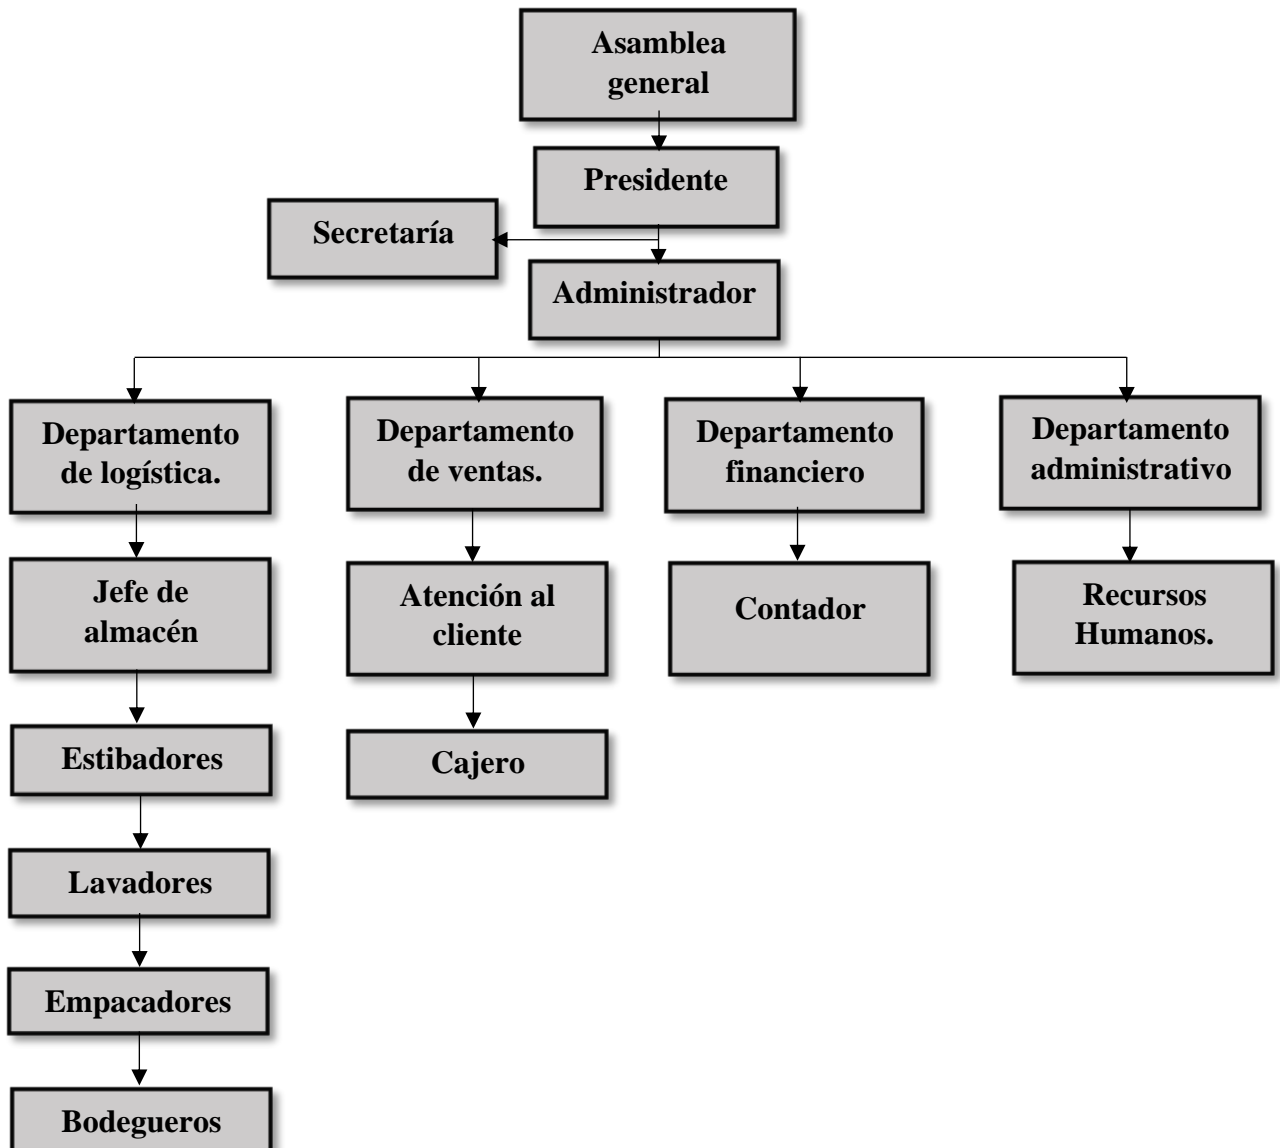 Asamblea
general
Presidente
Secretaría
Administrador
Departamento
de logística.
Departamento
de ventas.
Departamento
financiero
Departamento
administrativo
Jefe de
almacén
Atención al
cliente
Contador
Recursos
Humanos.
Estibadores
Cajero
Lavadores
Empacadores
Bodegueros